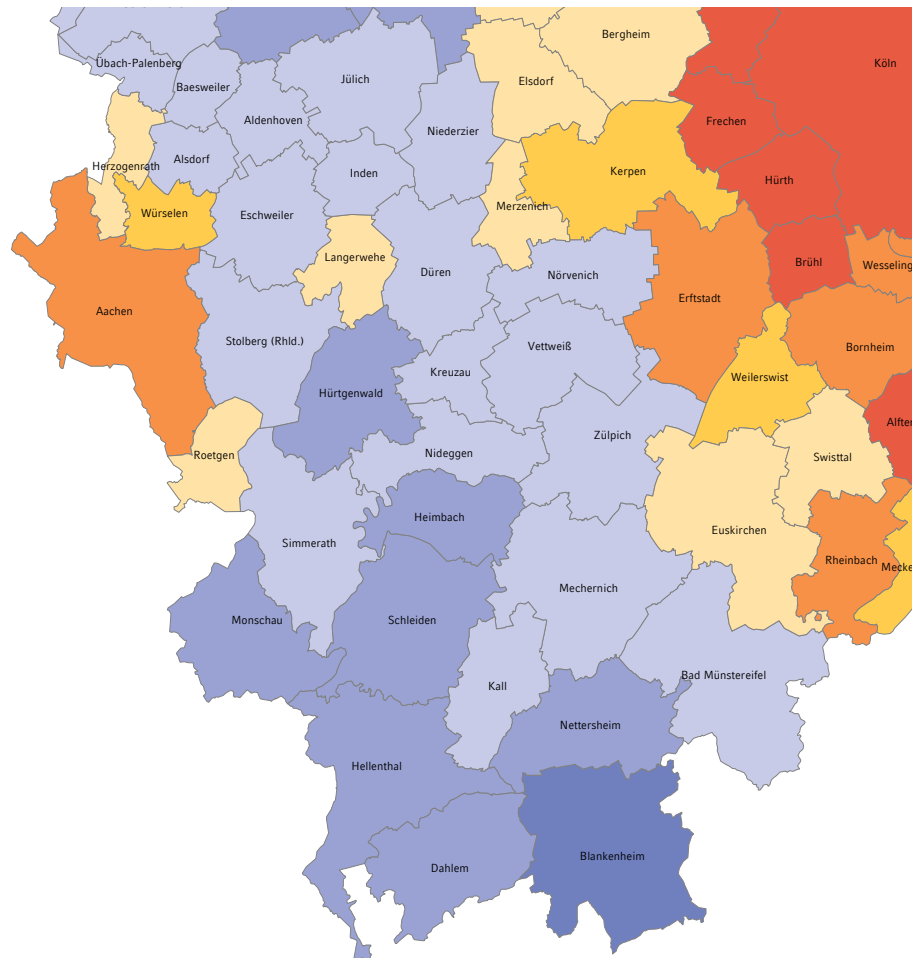 Bergheim
Köln
Übach-Palenberg
Jülich
Elsdorf
Baesweiler
Aldenhoven
Frechen
Niederzier
Alsdorf
Herzogenrath
Inden
Kerpen
Hürth
Würselen
Eschweiler
Merzenich
Langerwehe
Düren
Nörvenich
Brühl
Wesseling
Aachen
Erftstadt
Stolberg (Rhld.)
Vettweiß
Bornheim
Kreuzau
Weilerswist
Hürtgenwald
Alfter
Zülpich
Roetgen
Nideggen
Swisttal
Heimbach
Euskirchen
Simmerath
Rheinbach
Mecke
Mechernich
Monschau
Schleiden
Bad Münstereifel
Kall
Nettersheim
Hellenthal
Blankenheim
Dahlem